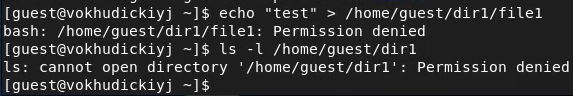 [guest@vokhudickiyj ~]$ echo "test" > /home/guest/dir1/file1
bash: /home/guest/dir1/file1: Permission denied
[guest@vokhudickiyj ~]$ ls -l /home/guest/dir1
ls: cannot open directory '/home/guest/dir1': Permission denied
[guest@vokhudickiyj ~]$